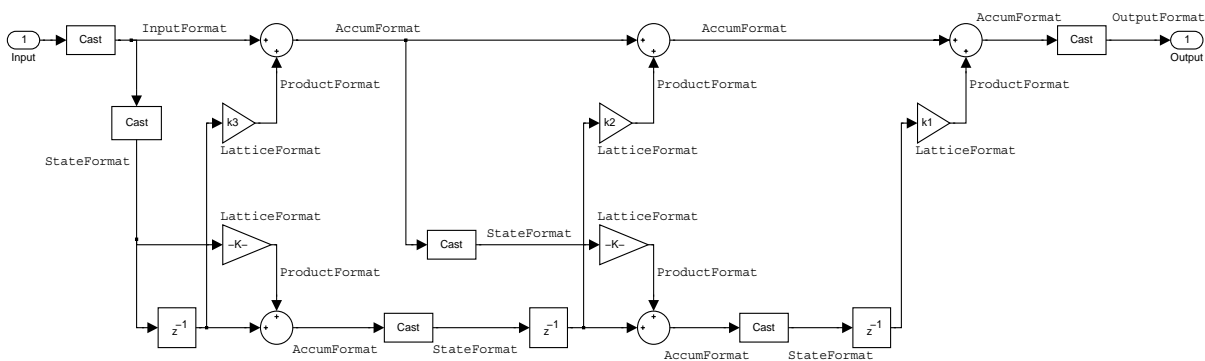 InputFormat
AccumFormat
AccumFormat
AccumFormat
OutputFormat
1
Cast
+
+
+
+
+
+
Cast
1
Input
Output
ProductFormat
ProductFormat
ProductFormat
Cast
k3
k2
k1
StateFormat
LatticeFormat
LatticeFormat
LatticeFormat
LatticeFormat
LatticeFormat
-K-
Cast
StateFormat
-K-
ProductFormat
ProductFormat
z-1
+
+
Cast
z-1
+
+
Cast
z-1
AccumFormat
StateFormat
AccumFormat
StateFormat